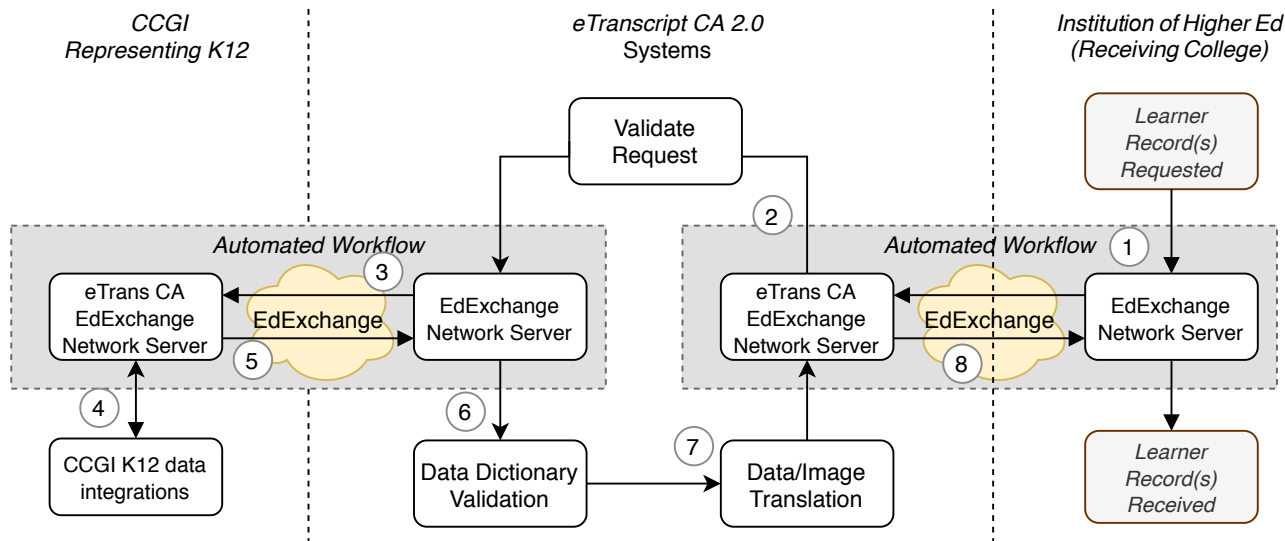 CCGI
Representing K12
eTranscript CA 2.0
Systems
Institution of Higher Ed
(Receiving College)
Validate
Request
Learner
Record(s)
Requested
2
Automated Workflow
3
Automated Workflow
1
eTrans CA
EdExchange
Network Server
EdExchange
EdExchange
Network Server
eTrans CA
EdExchange
Network Server
EdExchange
EdExchange
Network Server
5
8
4
6
7
CCGI K12 data
integrations
Data Dictionary
Validation
Data/Image
Translation
Learner
Record(s)
Received